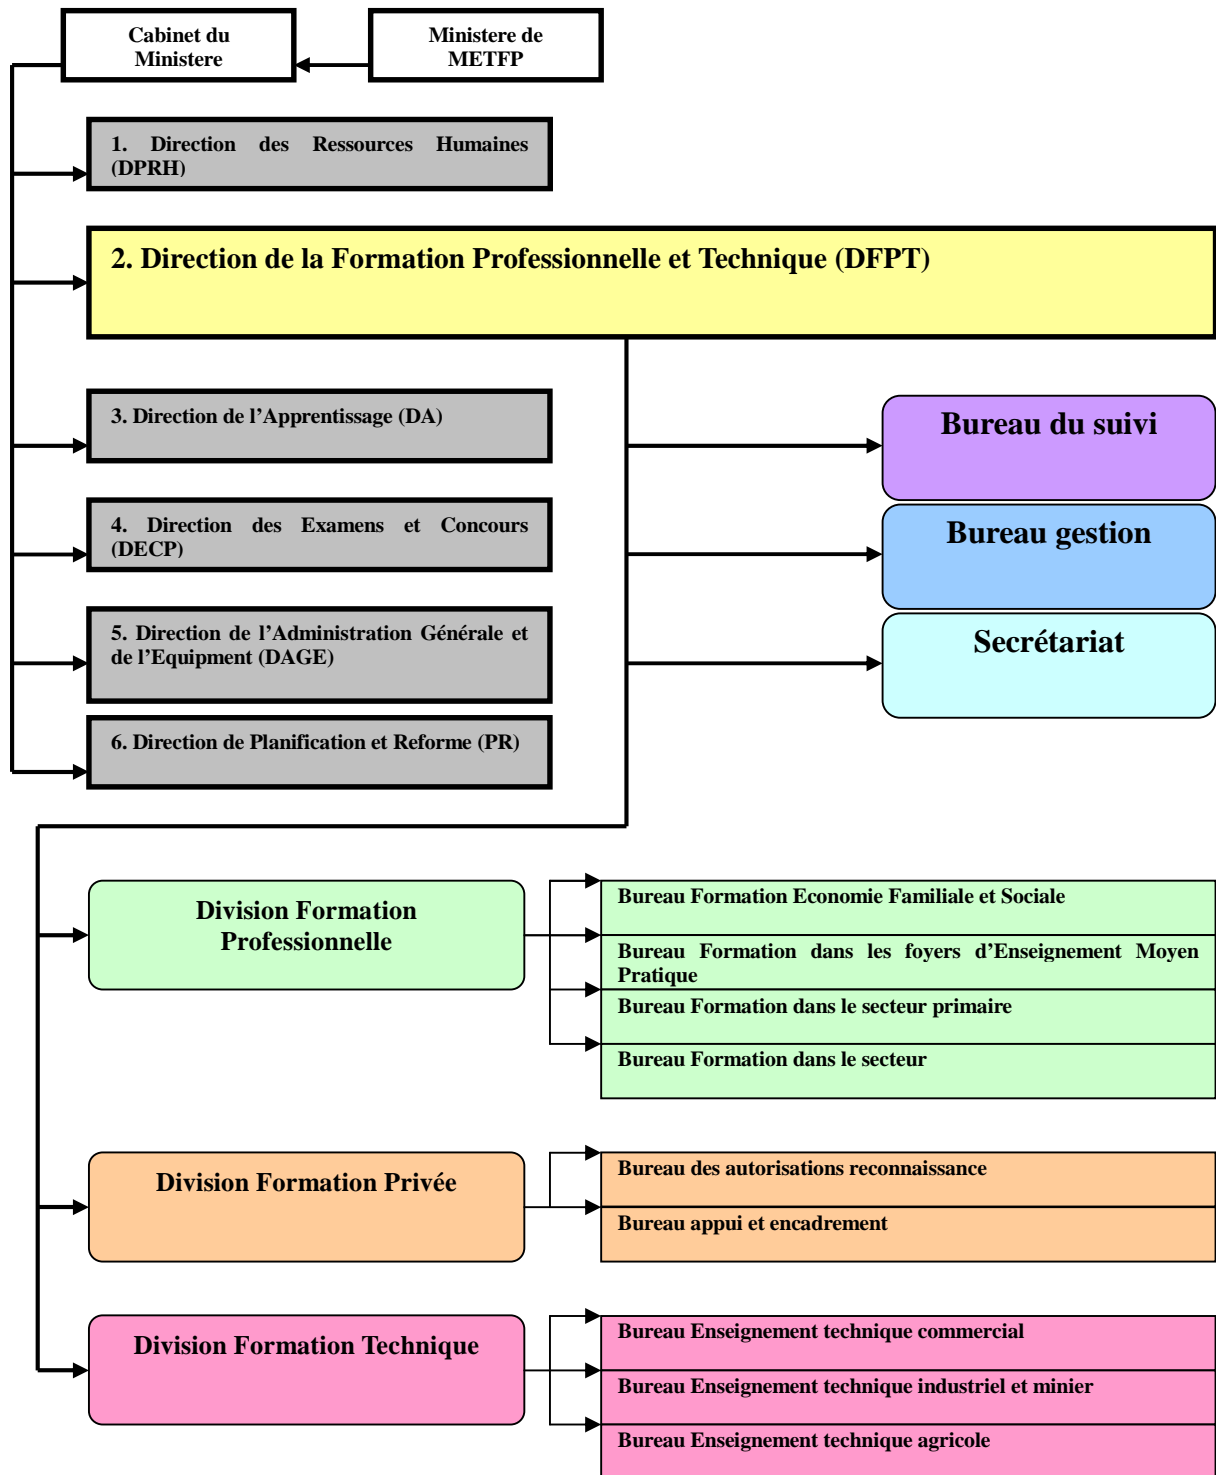 Cabinet du
Ministere
Ministere de
METFP
1. Direction des Ressources Humaines
(DPRH)
2. Direction de la Formation Professionnelle et Technique (DFPT)
3. Direction de l’Apprentissage (DA)
4. Direction des Examens et Concours
(DECP)
5. Direction de l’Administration Générale et
de l’Equipment (DAGE)
6. Direction de Planification et Reforme (PR)
Bureau du suivi
Bureau gestion
Secrétariat
Division Formation
Professionnelle
Bureau Formation Economie Familiale et Sociale
Bureau Formation dans les foyers d’Enseignement Moyen
Pratique
Bureau Formation dans le secteur primaire
Bureau Formation dans le secteur
Division Formation Privée
Bureau des autorisations reconnaissance
Bureau appui et encadrement
Division Formation Technique
Bureau Enseignement technique commercial
Bureau Enseignement technique industriel et minier
Bureau Enseignement technique agricole